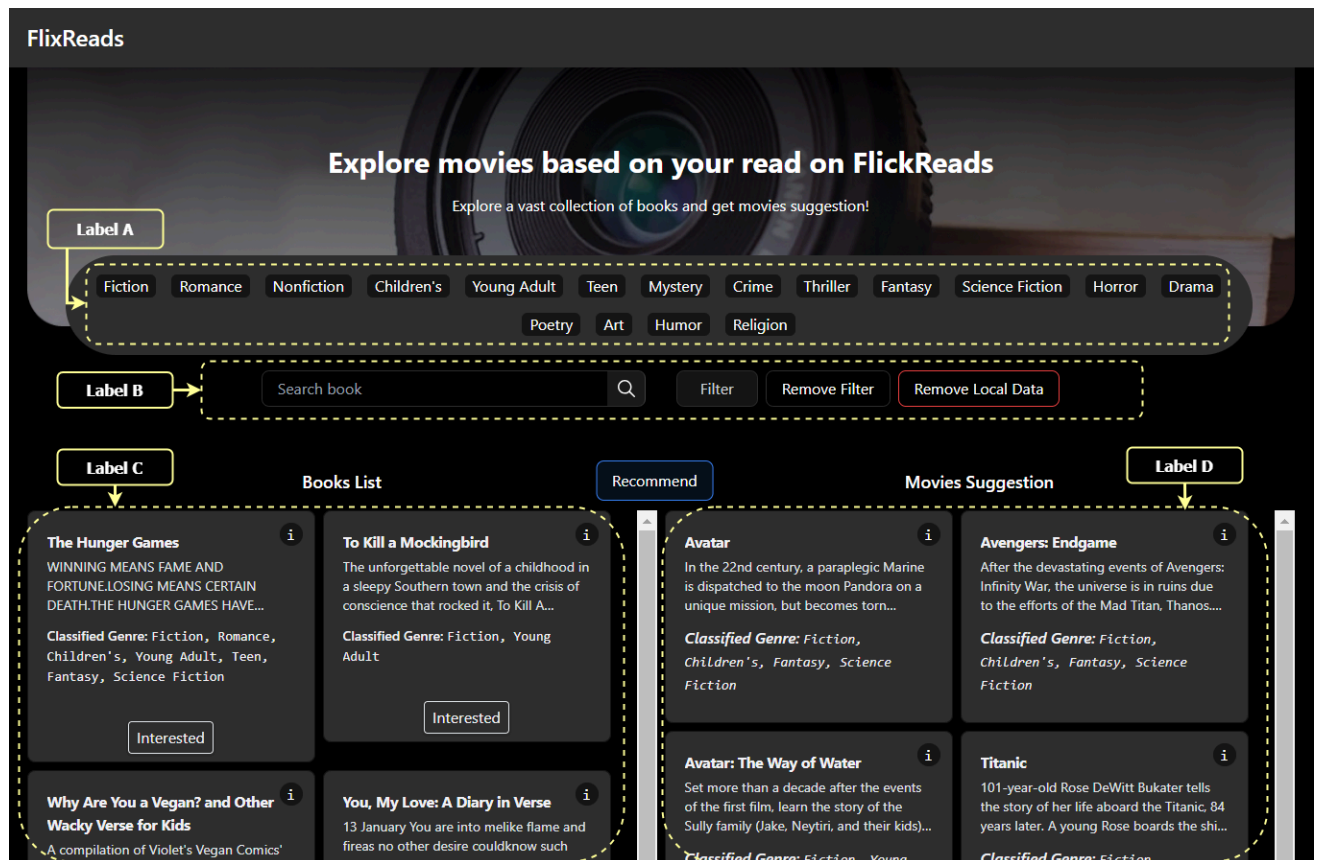 FlixReads
Explore movies based on your read on FlickReads
Explore a vast collection of books and get movies suggestion!
Label A
Fiction Romance Nonfiction Children's Young Adult Teen Mystery Crime Thriller Fantasy Science Fiction Horror Drama
Poetry Art Humor Religion
Label B
Search book Filter Remove Filter Remove Local Data
Label C
Books List
Recommend
Movies Suggestion
Label D
The Hunger Games i
WINNING MEANS FAME AND
FORTUNE.LOSING MEANS CERTAIN
DEATH.THE HUNGER GAMES HAVE...
Classified Genre: Fiction, Romance,
Children's, Young Adult, Teen,
Fantasy, Science Fiction
Interested
To Kill a Mockingbird i
The unforgettable novel of a childhood in
a sleepy Southern town and the crisis of
conscience that rocked it, To Kill A...
Classified Genre: Fiction, Young
Adult
Interested
Why Are You a Vegan? and Other i
Wacky Verse for Kids
A compilation of Violet's Vegan Comics'
You, My Love: A Diary in Verse i
13 January You are into melike flame and
fireas no other desire couldknow such
Avatar i
In the 22nd century, a paraplegic Marine
is dispatched to the moon Pandora on a
unique mission, but becomes torn...
Classified Genre: Fiction,
Children's, Fantasy, Science
Fiction
Avengers: Endgame i
After the devastating events of Avengers:
Infinity War, the universe is in ruins due
to the efforts of the Mad Titan, Thanos....
Classified Genre: Fiction,
Children's, Fantasy, Science
Fiction
Avatar: The Way of Water i
Set more than a decade after the events
of the first film, learn the story of the
Sully family (Jake, Neytiri, and their kids)...
Classified Genre: Fiction, Young
Titanic i
101-year-old Rose DeWitt Bukater tells
the story of her life aboard the Titanic, 84
years later. A young Rose boards the shi...
Classified Genre: Fiction